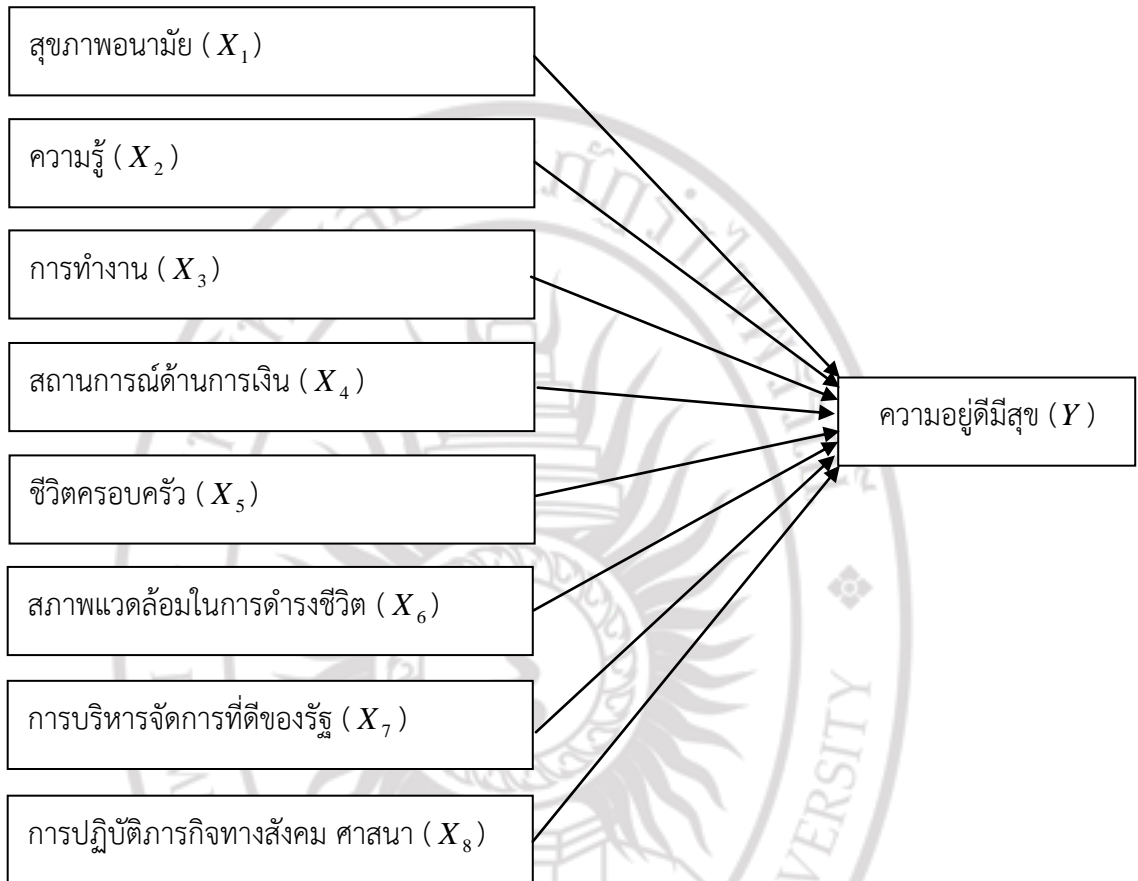 สุขภาพอนามัย ( X₁ )
ความรู้ ( X₂ )
การทำงาน ( X₃ )
สถานการณ์ด้านการเงิน ( X₄ )
ความอยู่ดีมีสุข ( Y )
ชีวิตครอบครัว ( X₅ )
สภาพแวดล้อมในการดำรงชีวิต ( X₆ )
การบริหารจัดการที่ดีของรัฐ ( X₇ )
การปฏิบัติภารกิจทางสังคม ศาสนา ( X₈ )